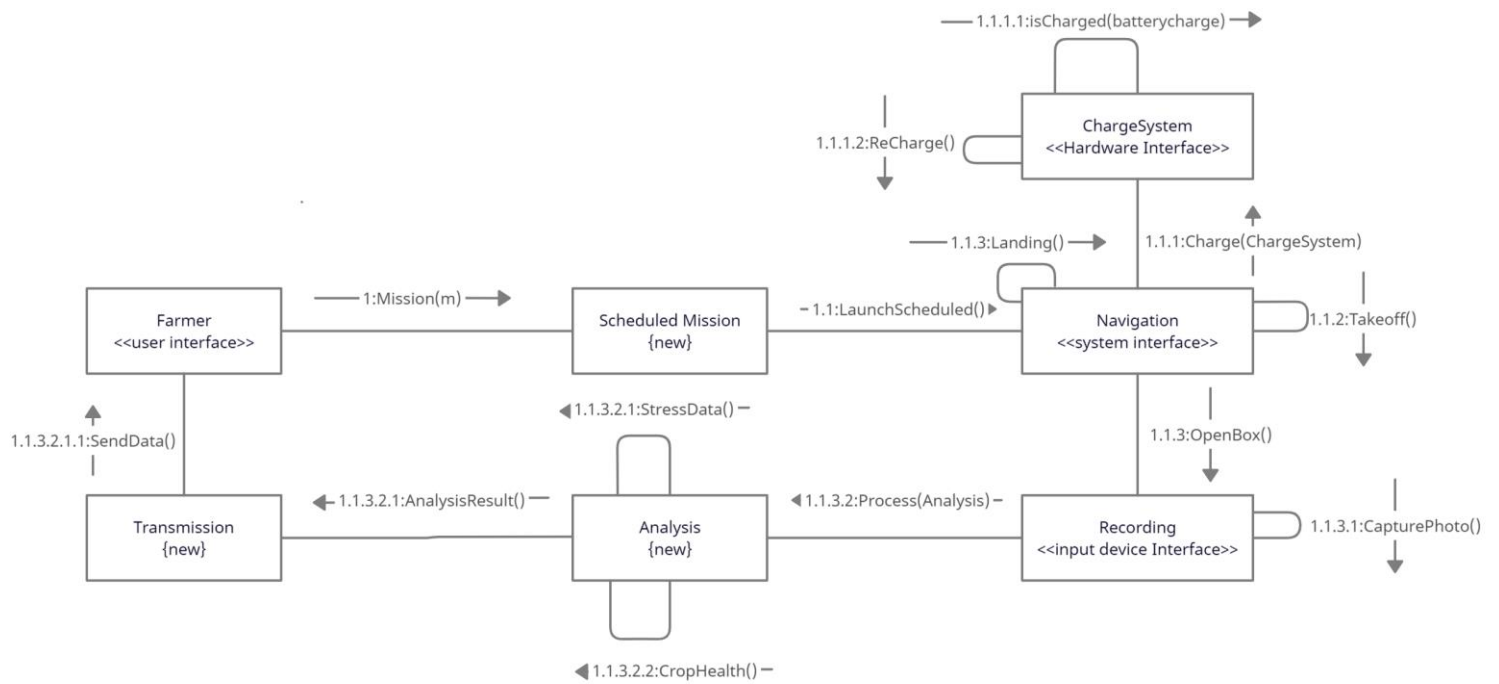 1.1.1.1:isCharged(batterycharge)
ChargeSystem
<<Hardware Interface>>
1.1.1.2:ReCharge()
1.1.3:Landing()
1.1.1:Charge(ChargeSystem)
1:Mission(m)
1.1:LaunchScheduled()
Farmer
<<user interface>>
Scheduled Mission
{new}
Navigation
<<system interface>>
1.1.2:Takeoff()
1.1.3.2.1:StressData()
1.1.3.2.1.1:SendData()
1.1.3:OpenBox()
1.1.3.2.1:AnalysisResult()
1.1.3.2:Process(Analysis)
Transmission
{new}
Analysis
{new}
Recording
<<input device Interface>>
1.1.3.1:CapturePhoto()
1.1.3.2.2:CropHealth()